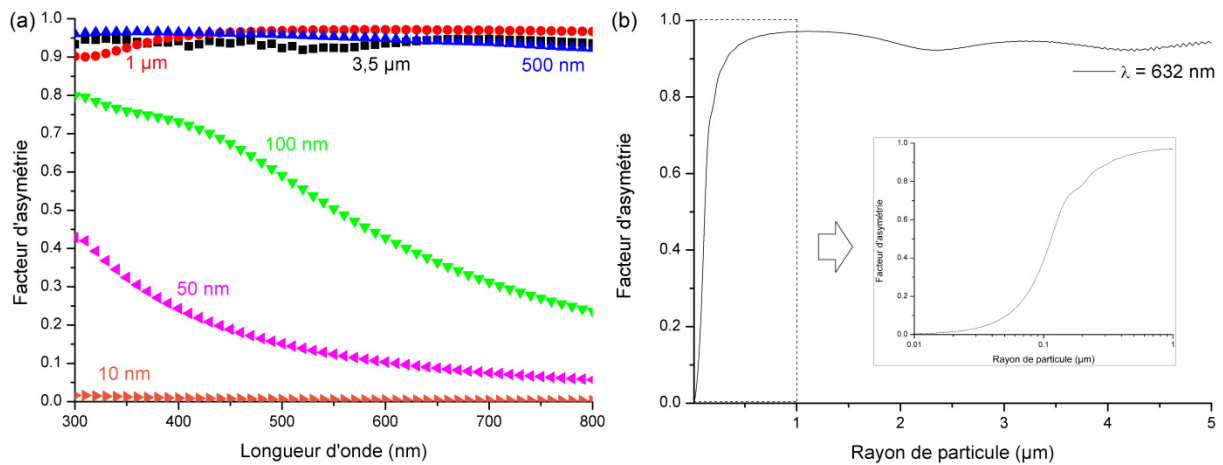 (a)
1.0
0.9
0.8
0.7
0.6
0.5
0.4
0.3
0.2
0.1
0.0
Facteur d'asymétrie
1 µm
3,5 µm
500 nm
100 nm
50 nm
10 nm
300
400
500
600
700
800
Longueur d'onde (nm)
(b)
1.0
0.8
0.6
0.4
0.2
0.0
Facteur d'asymétrie
λ = 632 nm
1.0
0.8
0.6
0.4
0.2
0.0
Facteur d'asymétrie
0.01
0.1
1
Rayon de particule (µm)
1
2
3
4
5
Rayon de particule (µm)